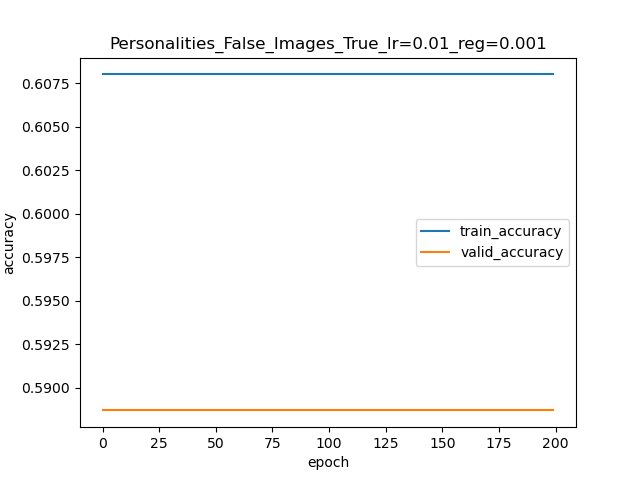 Personalities_False_Images_True_lr=0.01_reg=0.001
0.6075
0.6050
0.6025
0.6000
0.5975
0.5950
0.5925
0.5900
accuracy
train_accuracy
valid_accuracy
0 25 50 75 100 125 150 175 200
epoch